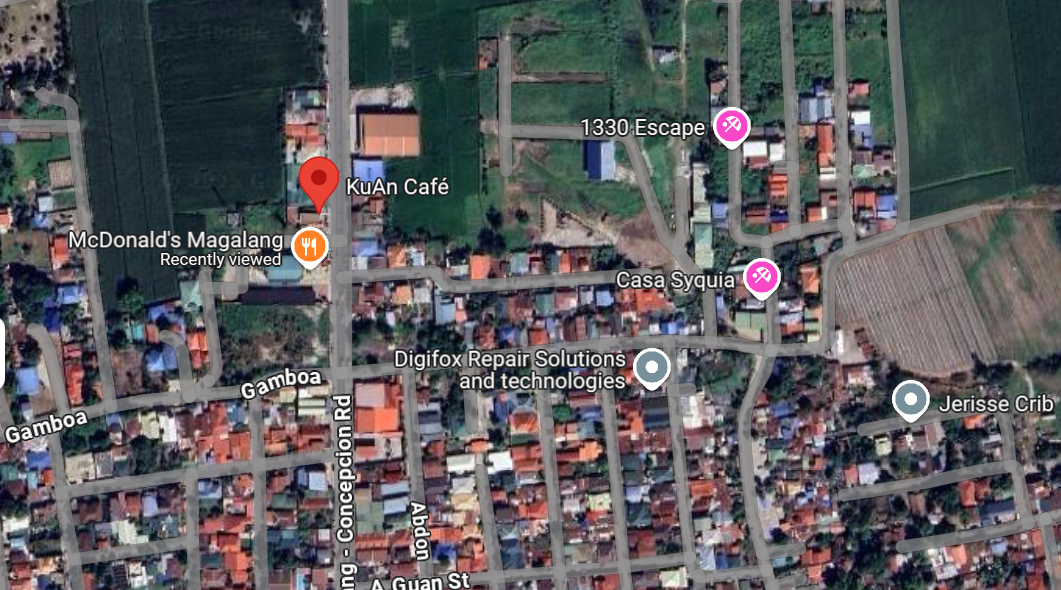 1330 Escape
KuAn Café
McDonald's Magalang
Recently viewed
Casa Syquia
Digifox Repair Solutions
and technologies
Gamboa
Jerisse Crib
Gamboa
ng - Concepcion Rd
Abdon
A Guan St